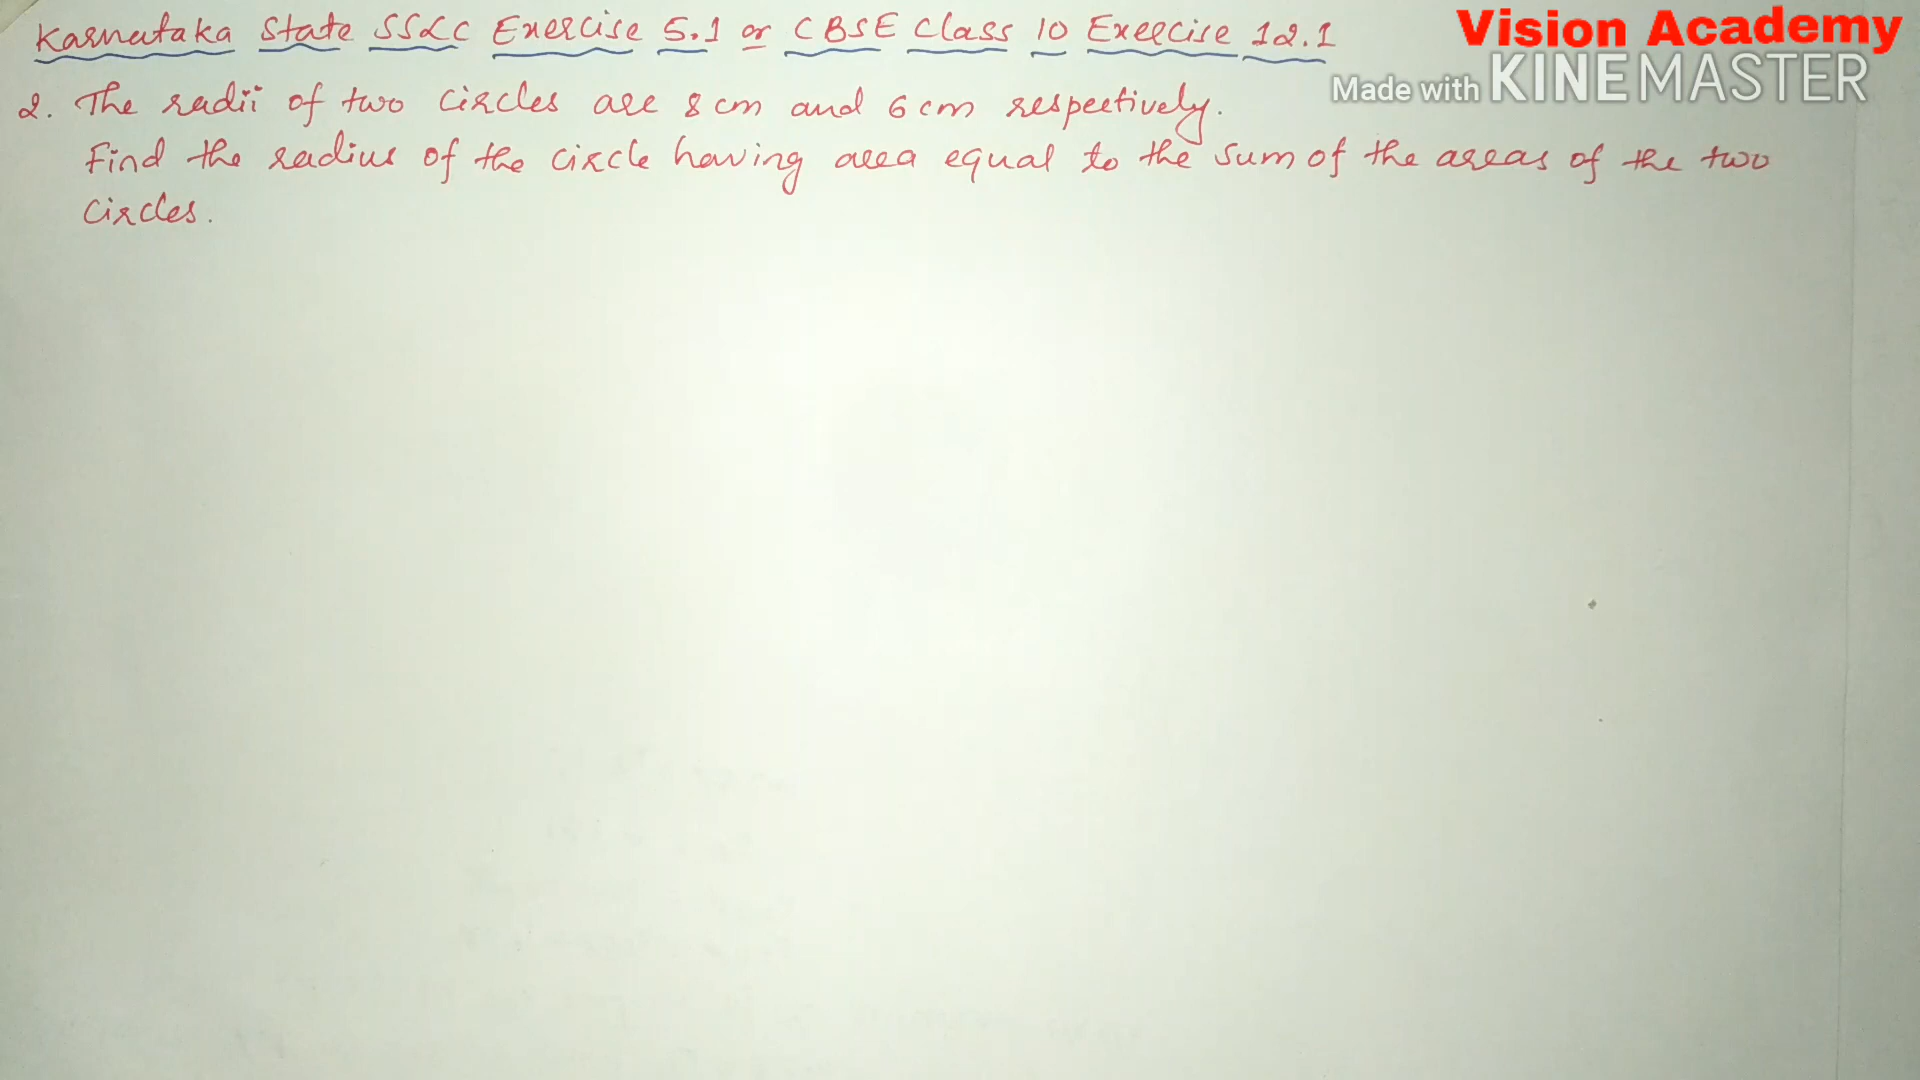 Karnataka State SSLC Exercise 5.1 or CBSE Class 10 Exercise 12.1
Vision Academy
Made with KINEMASTER
2. The radii of two circles are 8 cm and 6 cm respectively.
Find the radius of the circle having area equal to the sum of the areas of the two
circles.